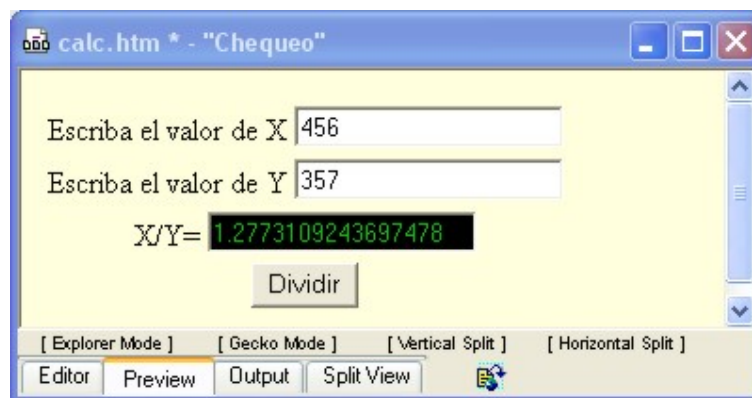 calc.htm * - "Chequeo"
Escriba el valor de X 456
Escriba el valor de Y 357
X/Y= 1.2773109243697478
Dividir
[ Explorer Mode ] [ Gecko Mode ] [ Vertical Split ] [ Horizontal Split ]
Editor Preview Output Split View